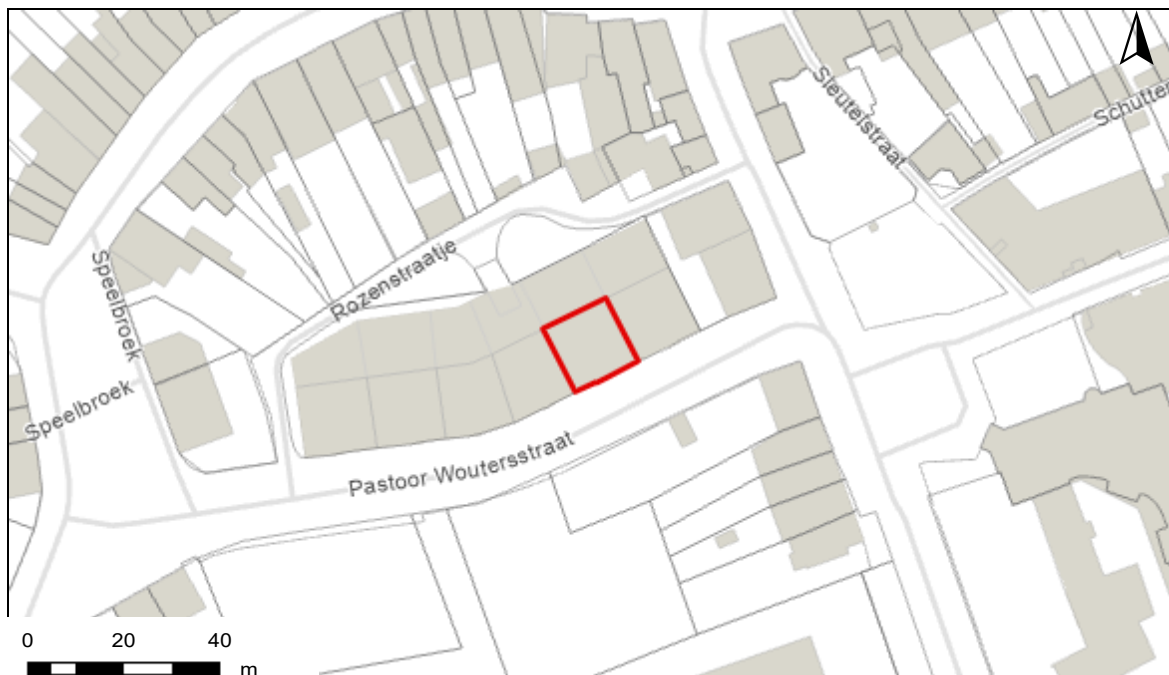 Sleutelstraat
Schutter
Rozenstraatje
Speelbroek
Speelbroek
Pastoor Woutersstraat
0 20 40
m